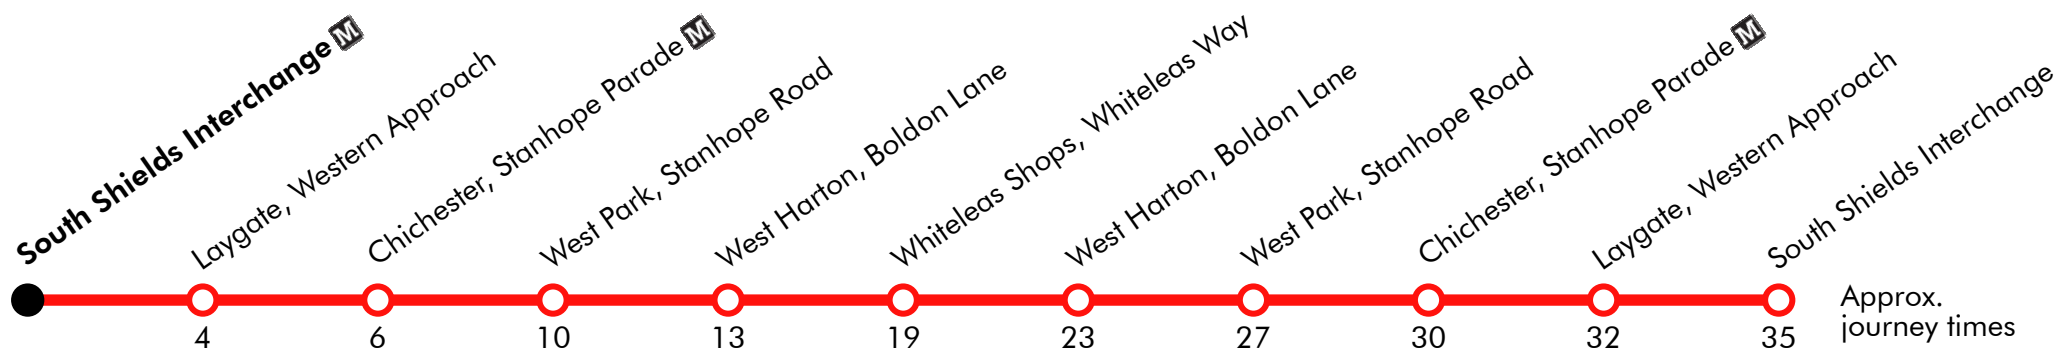 South Shields Interchange M
Laygate, Western Approach
Chichester, Stanhope Parade M
West Park, Stanhope Road
West Harton, Boldon Lane
Whiteleas Shops, Whiteleas Way
West Harton, Boldon Lane
West Park, Stanhope Road
Chichester, Stanhope Parade M
Laygate, Western Approach
South Shields Interchange
4 6 10 13 19 23 27 30 32 35
Approx.
journey times